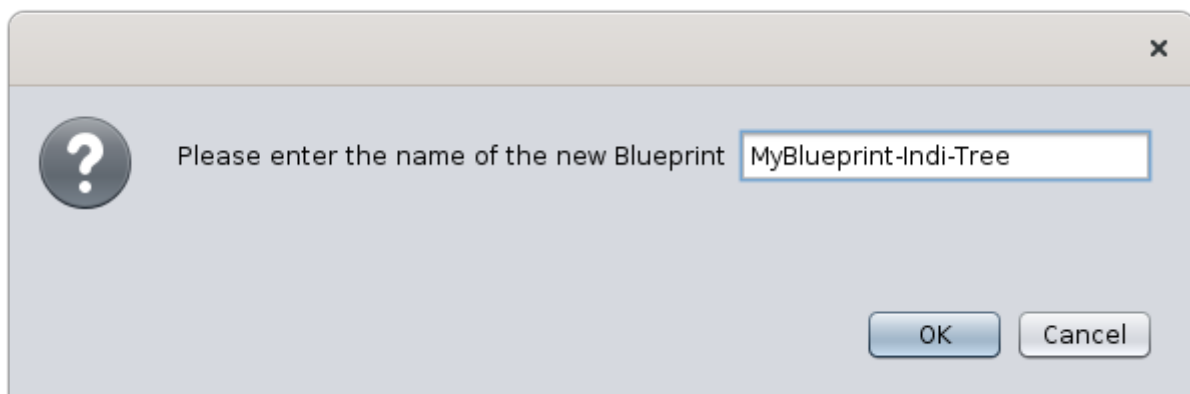 Please enter the name of the new Blueprint MyBlueprint-Indi-Tree
OK Cancel